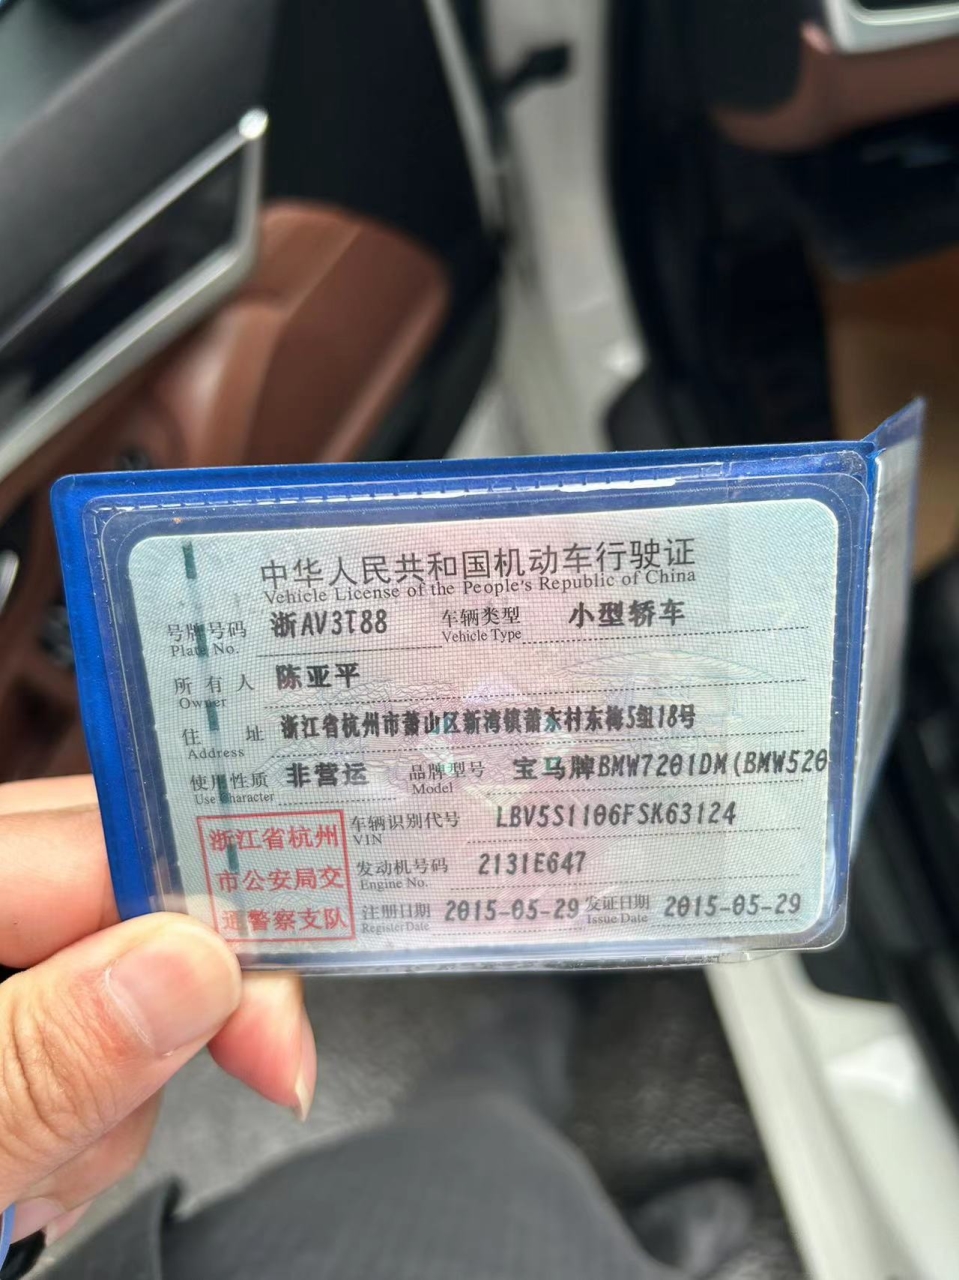 中华人民共和国机动车行驶证
Vehicle License of the People's Republic of China
号牌号码 浙AV3T88 车辆类型 小型轿车
Plate No. Vehicle Type
所有人 陈亚平
Owner
住址 浙江省杭州市萧山区新湾镇萧东村东梅5组18号
Address
使用性质 非营运 品牌型号 宝马牌BMW7201DM(BMW520
Use Character Model
浙江省杭州
市公安局交
通警察支队
车辆识别代号 LBV5S1106FSK63124
VIN
发动机号码 2131E647
Engine No.
注册日期 2015-05-29 发证日期 2015-05-29
Register Date Issue Date